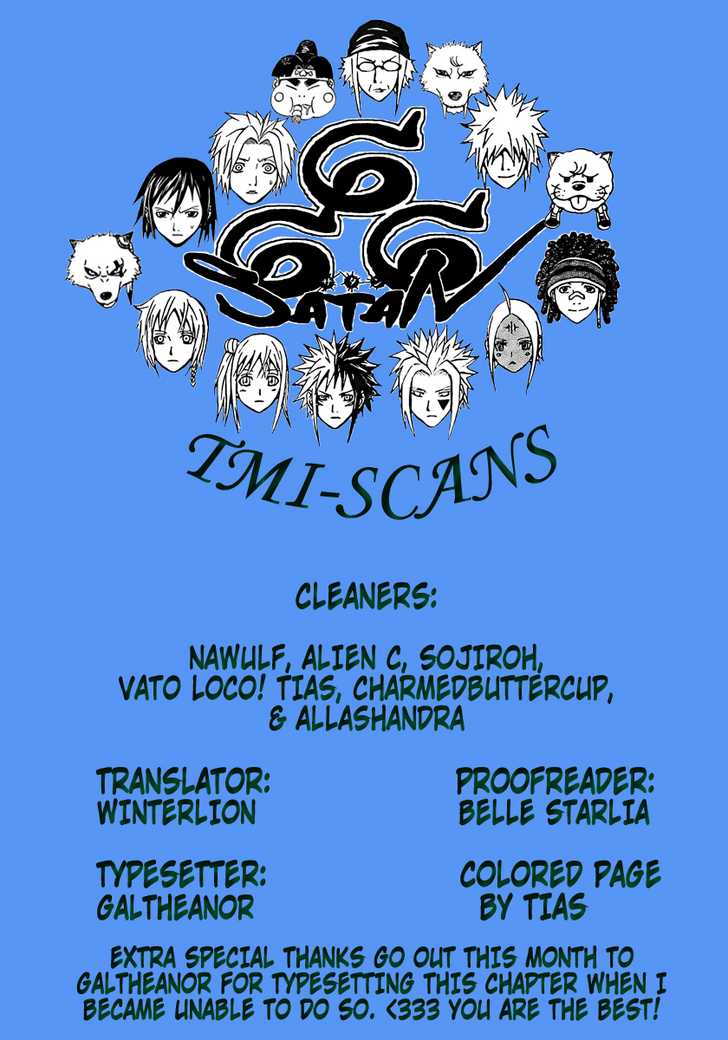 666
SATAN
TMI-SCANS
CLEANERS:
NAWULF, ALIEN C, SOJIROH,
VATO LOCO! TIAS, CHARMEDBUTTERCUP,
& ALLASHANDRA
TRANSLATOR:
WINTERLION
PROOFREADER:
BELLE STARLIA
TYPESETTER:
GALTHEANOR
COLORED PAGE
BY TIAS
EXTRA SPECIAL THANKS GO OUT THIS MONTH TO
GALTHEANOR FOR TYPESETTING THIS CHAPTER WHEN I
BECAME UNABLE TO DO SO. <333 YOU ARE THE BEST!